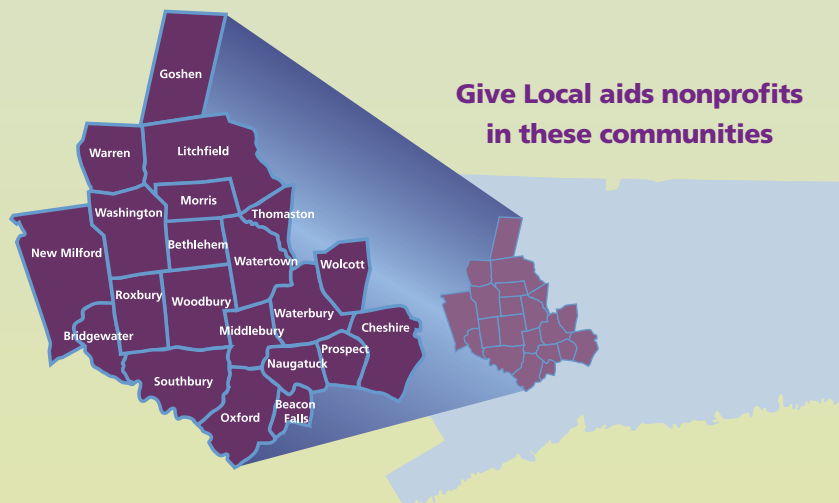 Give Local aids nonprofits
in these communities
Goshen
Warren
Litchfield
Morris
Washington
Thomaston
Bethlehem
New Milford
Watertown
Wolcott
Roxbury
Woodbury
Waterbury
Bridgewater
Middlebury
Cheshire
Prospect
Naugatuck
Southbury
Beacon
Falls
Oxford